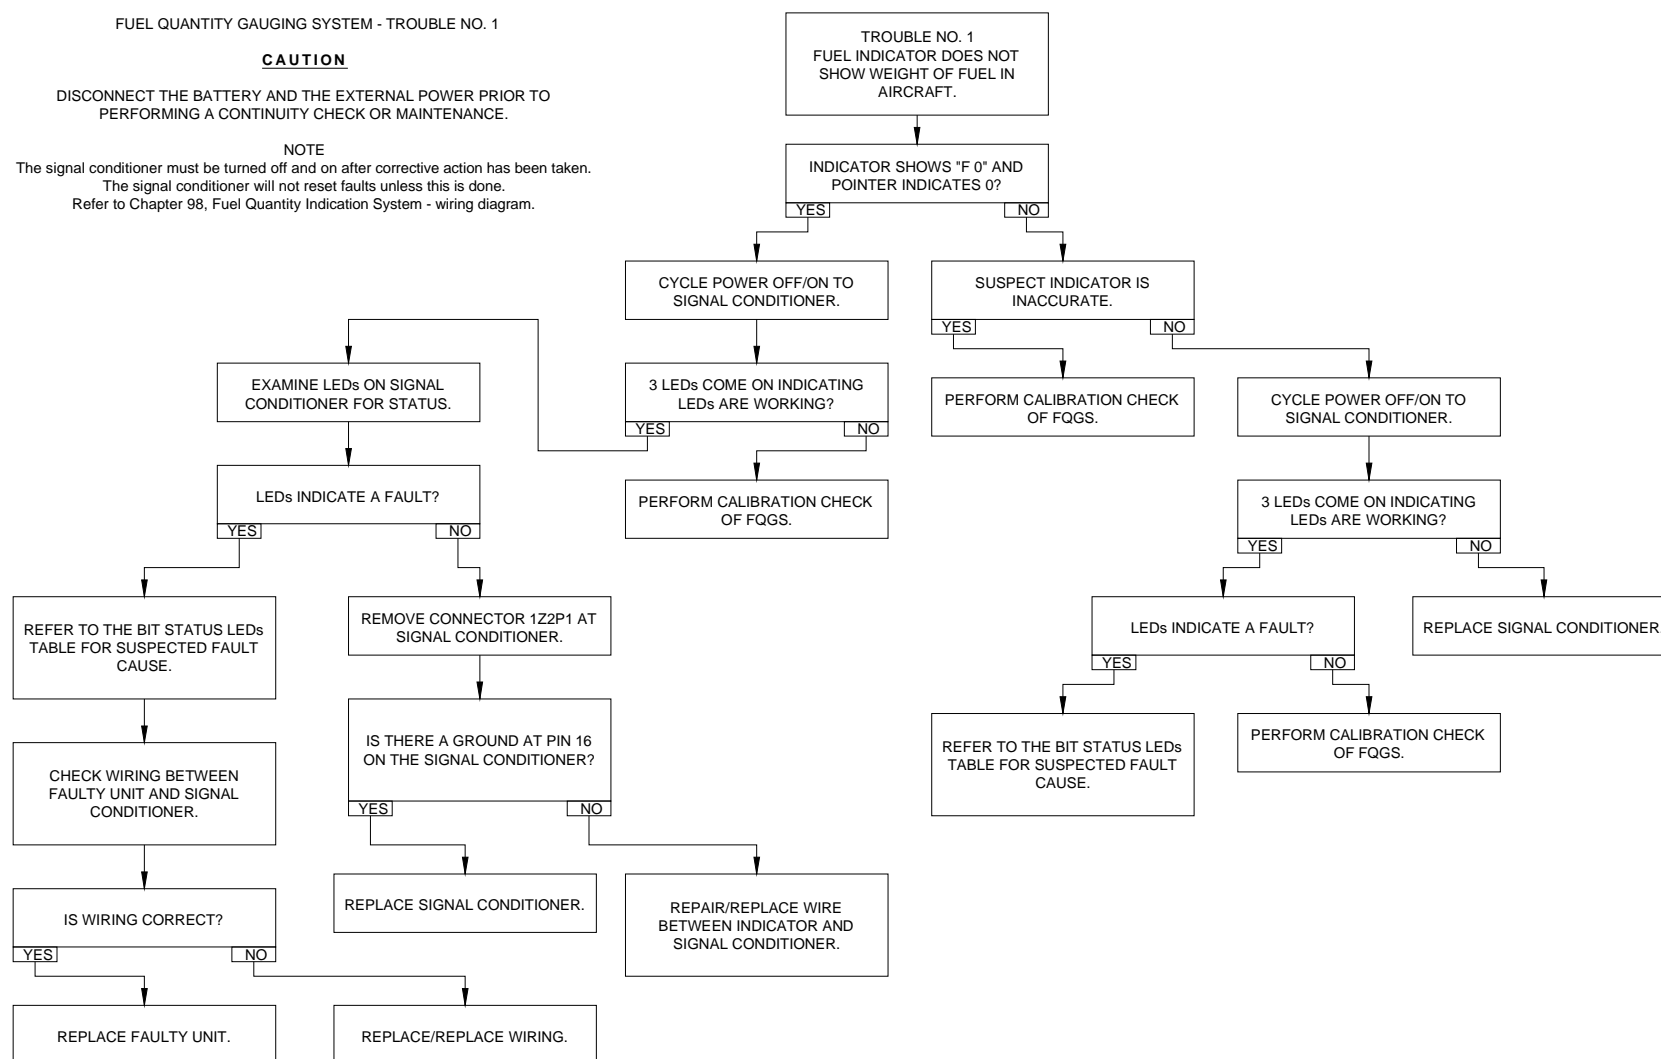 FUEL QUANTITY GAUGING SYSTEM - TROUBLE NO. 1
CAUTION
DISCONNECT THE BATTERY AND THE EXTERNAL POWER PRIOR TO
PERFORMING A CONTINUITY CHECK OR MAINTENANCE.
NOTE
The signal conditioner must be turned off and on after corrective action has been taken.
The signal conditioner will not reset faults unless this is done.
Refer to Chapter 98, Fuel Quantity Indication System - wiring diagram.
TROUBLE NO. 1
FUEL INDICATOR DOES NOT
SHOW WEIGHT OF FUEL IN
AIRCRAFT.
INDICATOR SHOWS "F 0" AND
POINTER INDICATES 0?
YES
NO
CYCLE POWER OFF/ON TO
SIGNAL CONDITIONER.
SUSPECT INDICATOR IS
INACCURATE.
YES
NO
EXAMINE LEDs ON SIGNAL
CONDITIONER FOR STATUS.
3 LEDs COME ON INDICATING
LEDs ARE WORKING?
YES
NO
PERFORM CALIBRATION CHECK
OF FQGS.
CYCLE POWER OFF/ON TO
SIGNAL CONDITIONER.
LEDs INDICATE A FAULT?
YES
NO
PERFORM CALIBRATION CHECK
OF FQGS.
3 LEDs COME ON INDICATING
LEDs ARE WORKING?
YES
NO
REFER TO THE BIT STATUS LEDs
TABLE FOR SUSPECTED FAULT
CAUSE.
REMOVE CONNECTOR 1Z2P1 AT
SIGNAL CONDITIONER.
LEDs INDICATE A FAULT?
YES
NO
REPLACE SIGNAL CONDITIONER.
CHECK WIRING BETWEEN
FAULTY UNIT AND SIGNAL
CONDITIONER.
IS THERE A GROUND AT PIN 16
ON THE SIGNAL CONDITIONER?
YES
NO
REFER TO THE BIT STATUS LEDs
TABLE FOR SUSPECTED FAULT
CAUSE.
PERFORM CALIBRATION CHECK
OF FQGS.
IS WIRING CORRECT?
YES
NO
REPLACE SIGNAL CONDITIONER.
REPAIR/REPLACE WIRE
BETWEEN INDICATOR AND
SIGNAL CONDITIONER.
REPLACE FAULTY UNIT.
REPLACE/REPLACE WIRING.